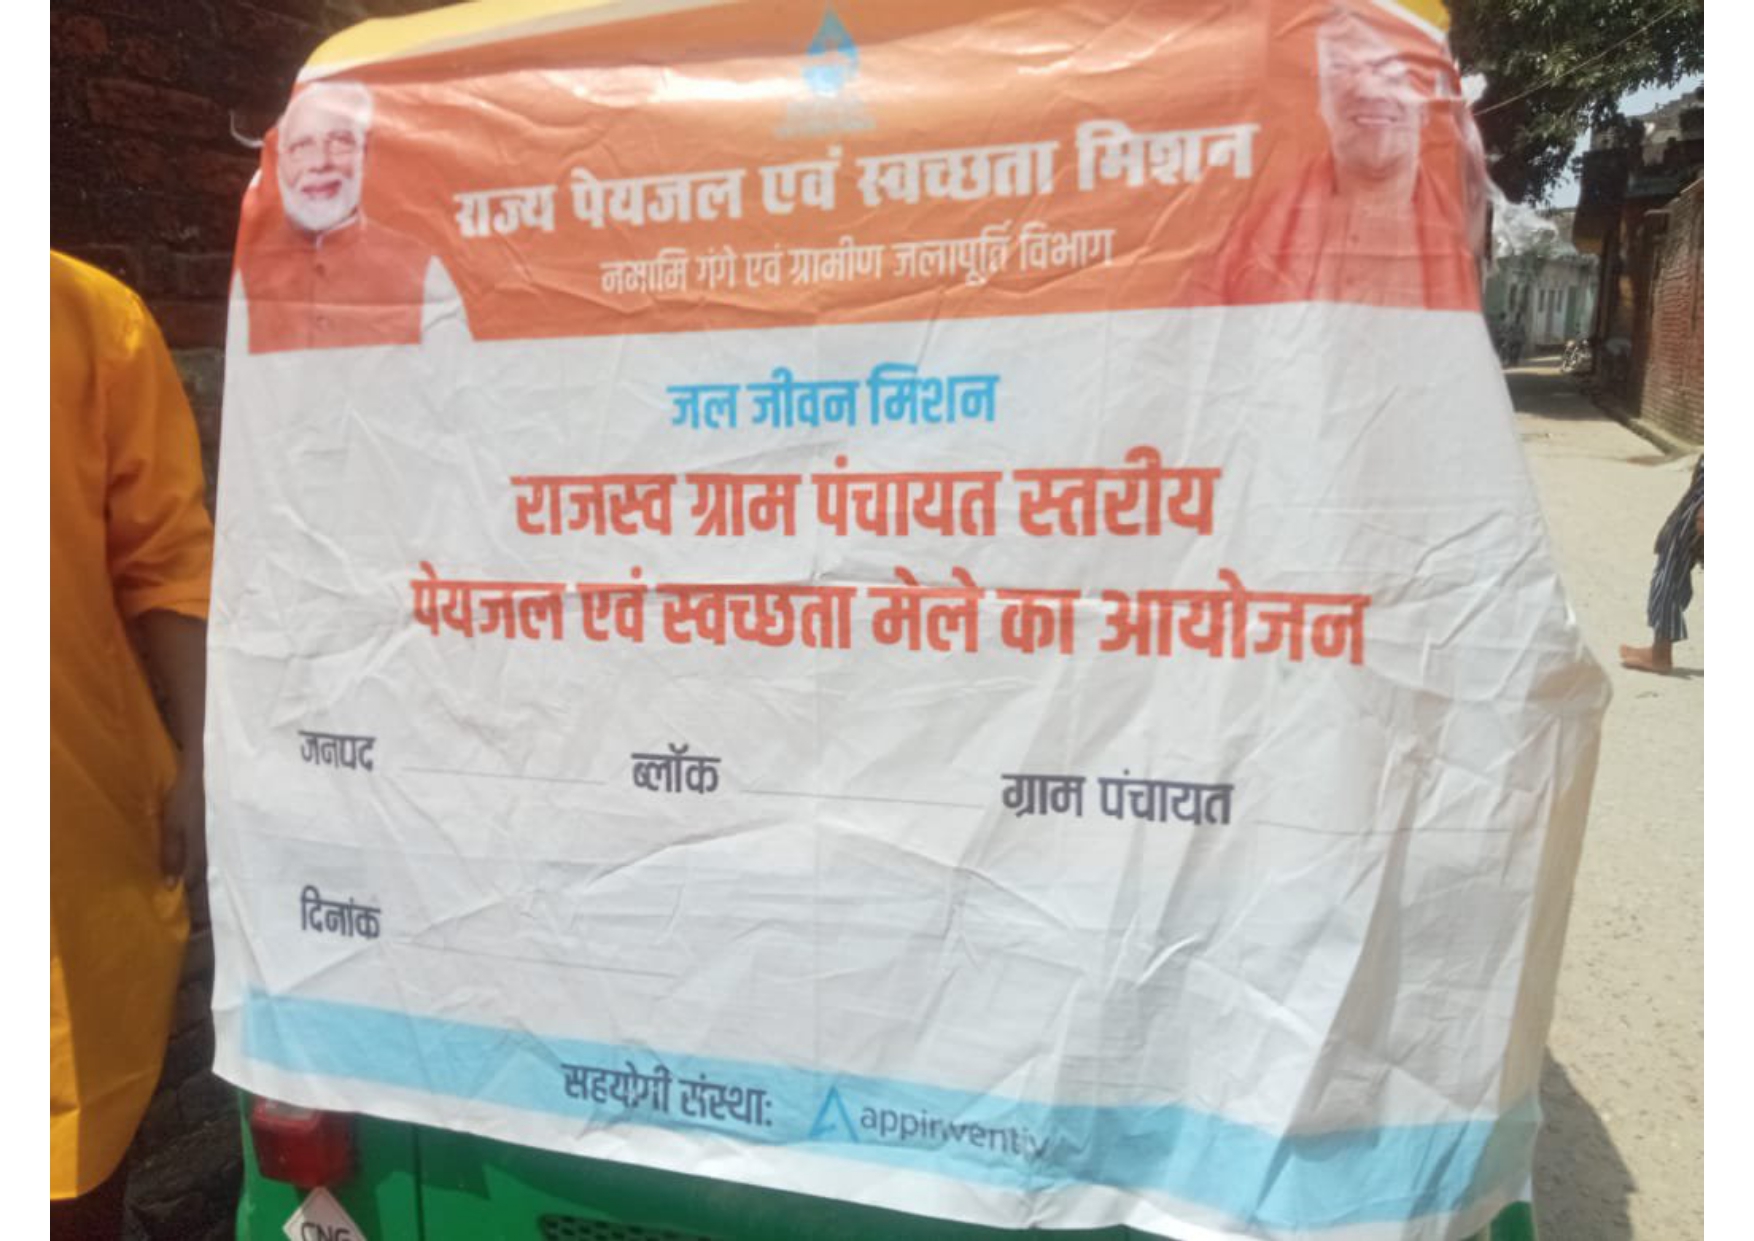 राज्य पेयजल एवं स्वच्छता मिशन
नमामि गंगे एवं ग्रामीण जलापूर्ति विभाग
जल जीवन मिशन
राजस्व ग्राम पंचायत स्तरीय
पेयजल एवं स्वच्छता मेले का आयोजन
जनपद ब्लॉक ग्राम पंचायत
दिनांक
सहयोगी संस्था: appinventiv
CNG